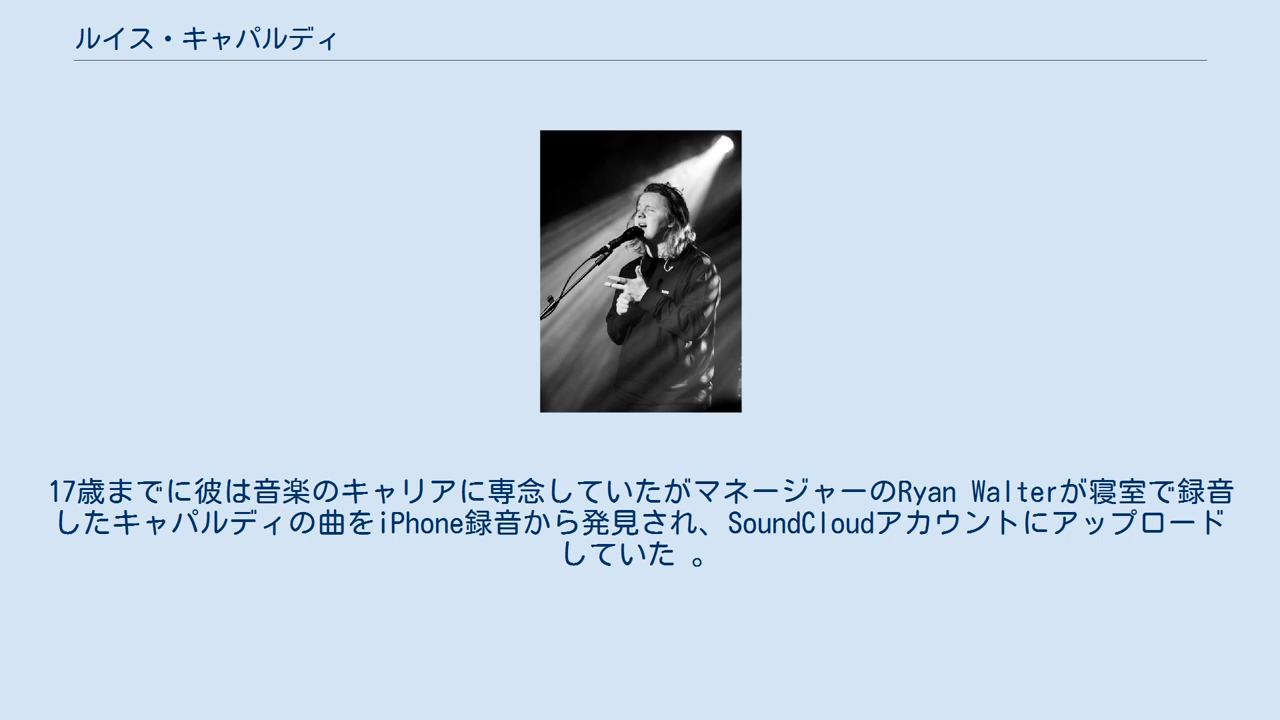 ルイス・キャパルディ
17歳までに彼は音楽のキャリアに専念していたがマネージャーのRyan Walterが寝室で録音
したキャパルディの曲をiPhone録音から発見され、SoundCloudアカウントにアップロード
していた 。